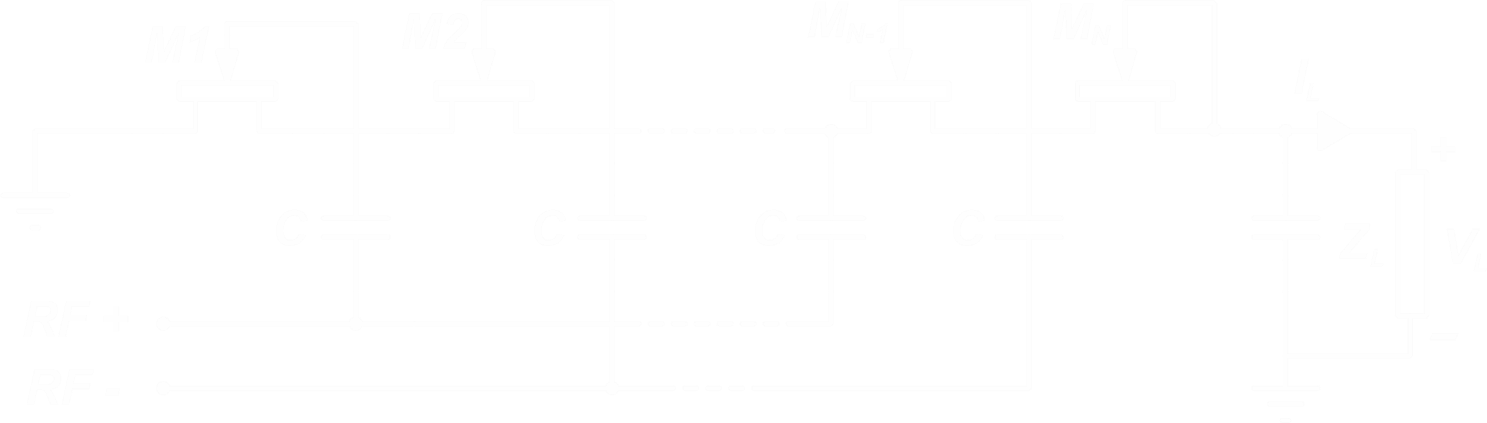 M1 M2 Mn-1 Mn
IL
+
C C C C ZL VL
RF +
-
RF -